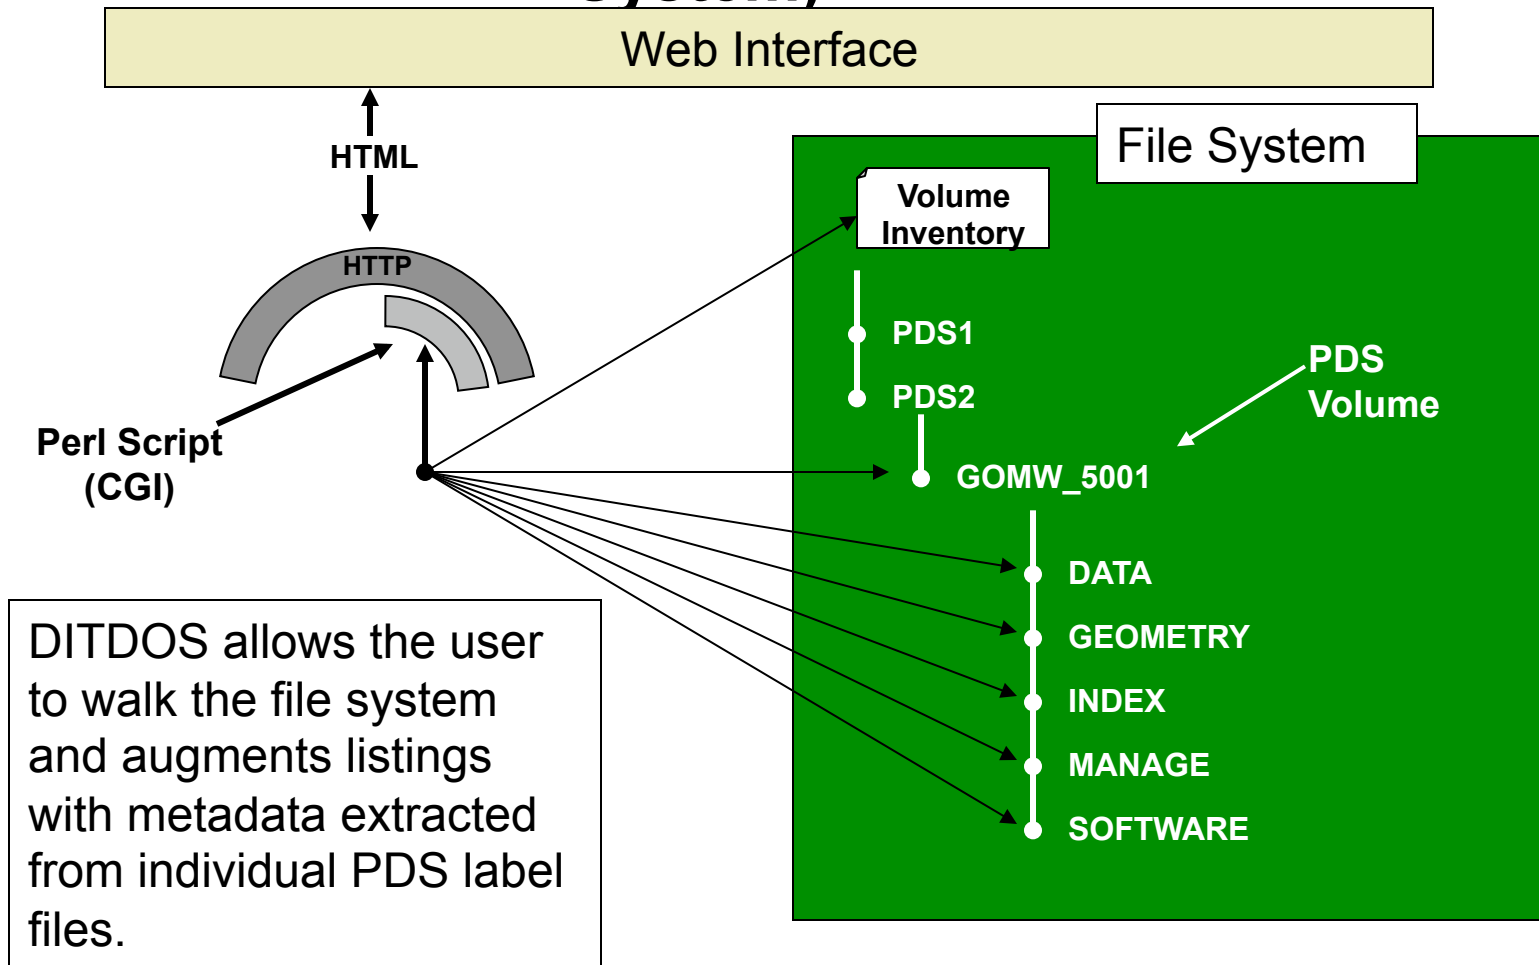 Web Interface
HTML
HTTP
Perl Script
(CGI)
File System
Volume
Inventory
PDS1
PDS2
PDS
Volume
GOMW_5001
DATA
GEOMETRY
INDEX
MANAGE
SOFTWARE
DITDOS allows the user
to walk the file system
and augments listings
with metadata extracted
from individual PDS label
files.